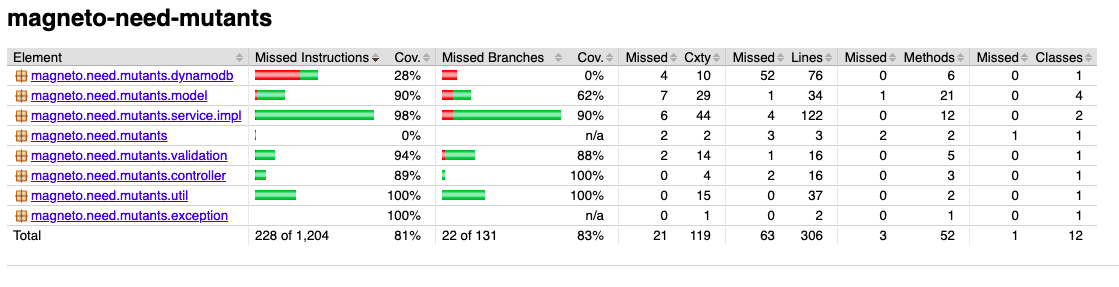 magneto-need-mutants
Element Missed Instructions Cov. Missed Branches Cov. Missed Cxty Missed Lines Missed Methods Missed Classes
magneto.need.mutants.dynamodb 28% 0% 4 10 52 76 0 6 0 1
magneto.need.mutants.model 90% 62% 7 29 1 34 1 21 0 4
magneto.need.mutants.service.impl 98% 90% 6 44 4 122 0 12 0 2
magneto.need.mutants 0% n/a 2 2 3 3 2 2 1 1
magneto.need.mutants.validation 94% 88% 2 14 1 16 0 5 0 1
magneto.need.mutants.controller 89% 100% 0 4 2 16 0 3 0 1
magneto.need.mutants.util 100% 100% 0 15 0 37 0 2 0 1
magneto.need.mutants.exception 100% n/a 0 1 0 2 0 1 0 1
Total 228 of 1,204 81% 22 of 131 83% 21 119 63 306 3 52 1 12